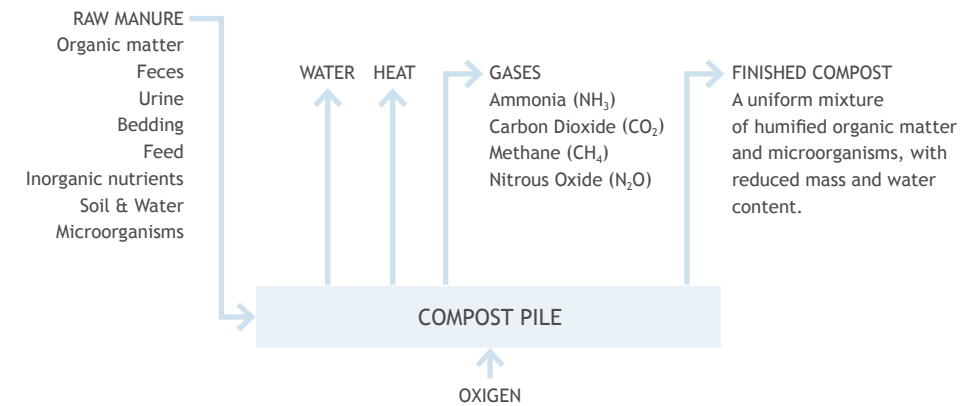 RAW MANURE
Organic matter
Feces
Urine
Bedding
Feed
Inorganic nutrients
Soil & Water
Microorganisms
WATER
HEAT
GASES
Ammonia (NH₃)
Carbon Dioxide (CO₂)
Methane (CH₄)
Nitrous Oxide (N₂O)
FINISHED COMPOST
A uniform mixture
of humified organic matter
and microorganisms, with
reduced mass and water
content.
COMPOST PILE
OXIGEN